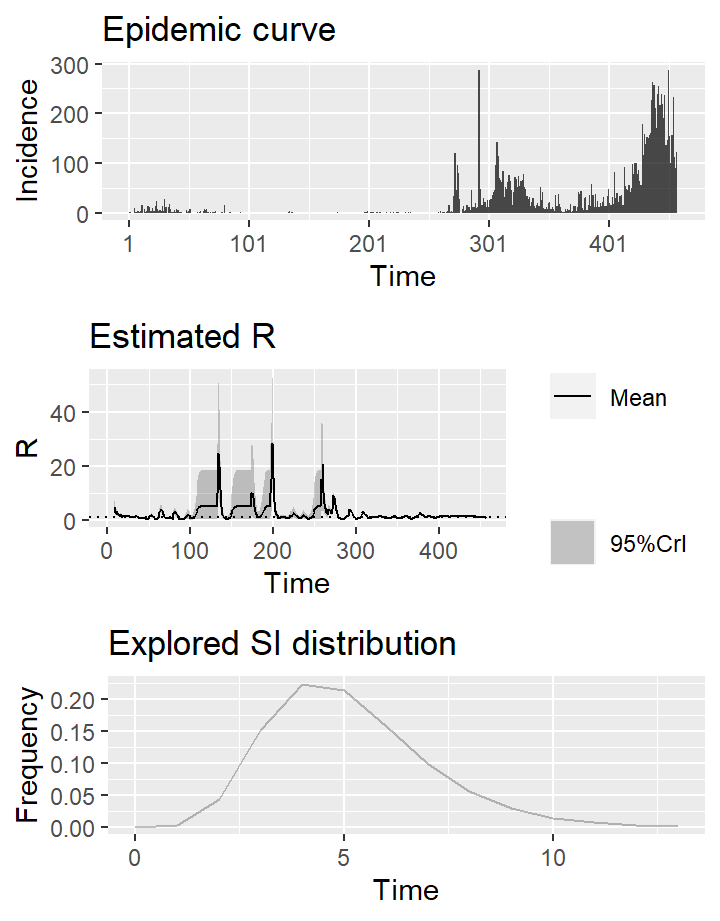 Epidemic curve
300
200
100
0
Incidence
1 101 201 301 401
Time
Estimated R
40
20
0
R
0 100 200 300 400
Time
Mean
95%CrI
Explored SI distribution
0.20
0.15
0.10
0.05
0.00
Frequency
0 5 10
Time